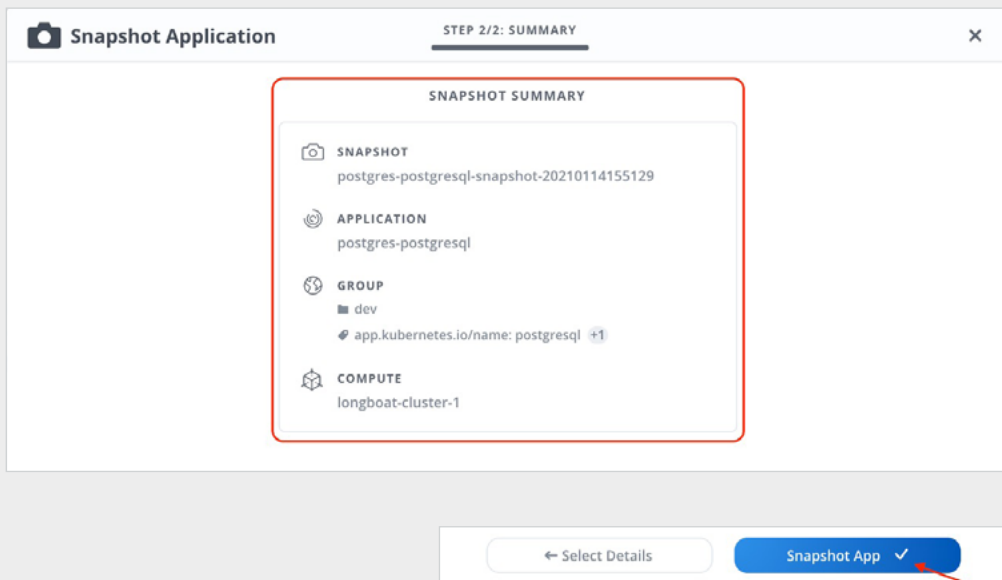 Snapshot Application
STEP 2/2: SUMMARY
SNAPSHOT SUMMARY
SNAPSHOT
postgres-postgresql-snapshot-20210114155129
APPLICATION
postgres-postgresql
GROUP
dev
app.kubernetes.io/name: postgresql +1
COMPUTE
longboat-cluster-1
← Select Details
Snapshot App